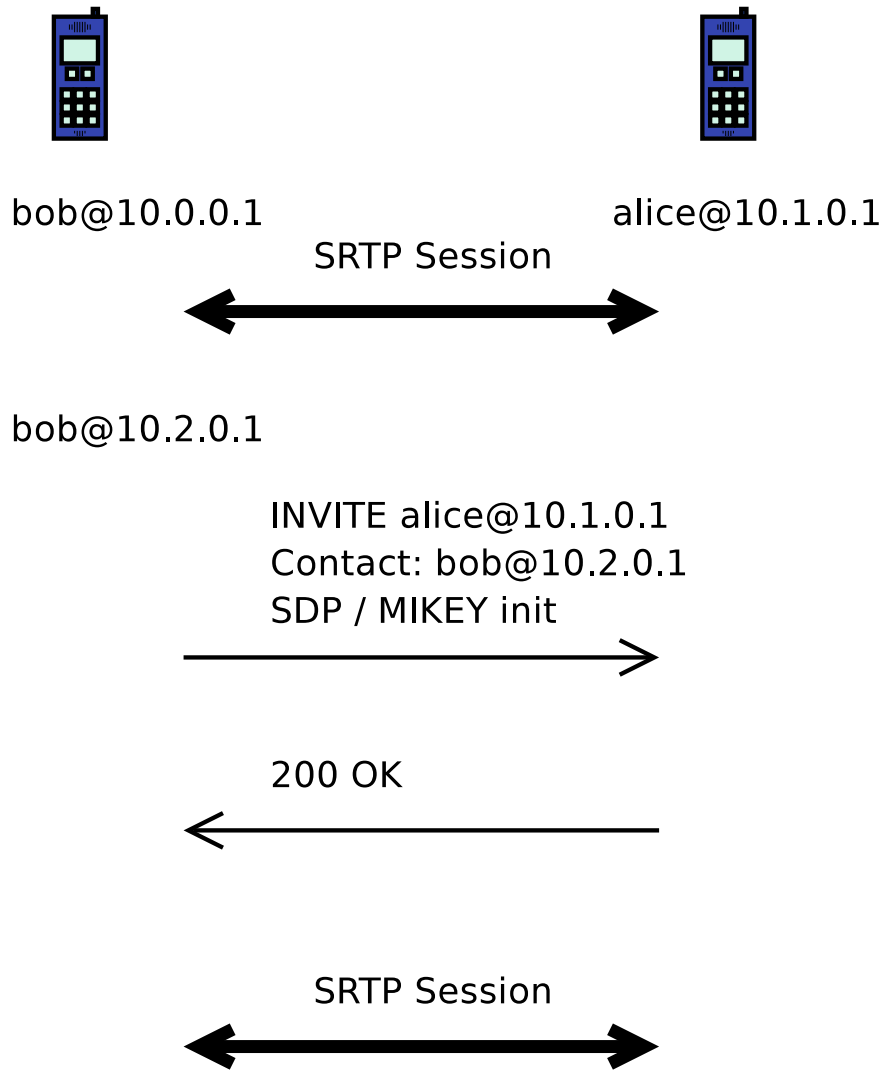 bob@10.0.0.1
alice@10.1.0.1
SRTP Session
bob@10.2.0.1
INVITE alice@10.1.0.1
Contact: bob@10.2.0.1
SDP / MIKEY init
200 OK
SRTP Session